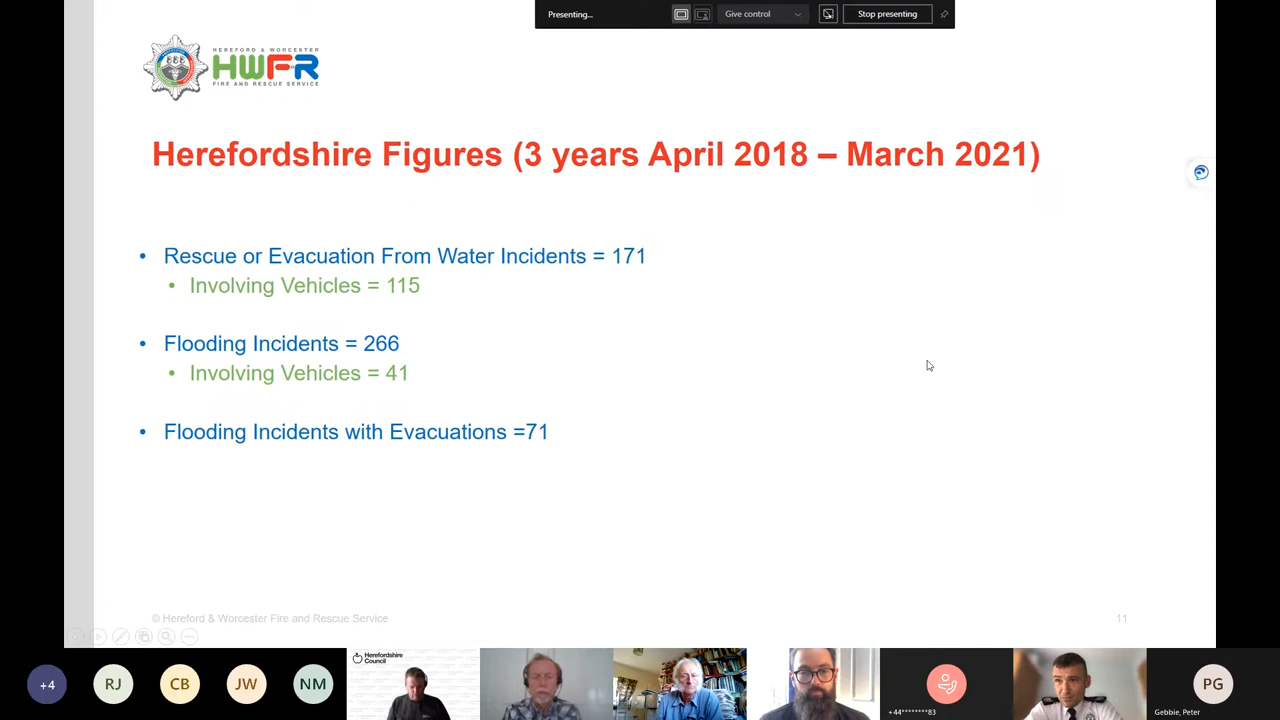 Presenting...
Give control
Stop presenting
HEREFORD & WORCESTER
HWFR
FIRE AND RESCUE SERVICE
Herefordshire Figures (3 years April 2018 – March 2021)
• Rescue or Evacuation From Water Incidents = 171
• Involving Vehicles = 115
• Flooding Incidents = 266
• Involving Vehicles = 41
• Flooding Incidents with Evacuations =71
© Hereford & Worcester Fire and Rescue Service
11
+4
RJ
CB
JW
NM
Herefordshire
Council
+44********83
PG
Gebbie, Peter